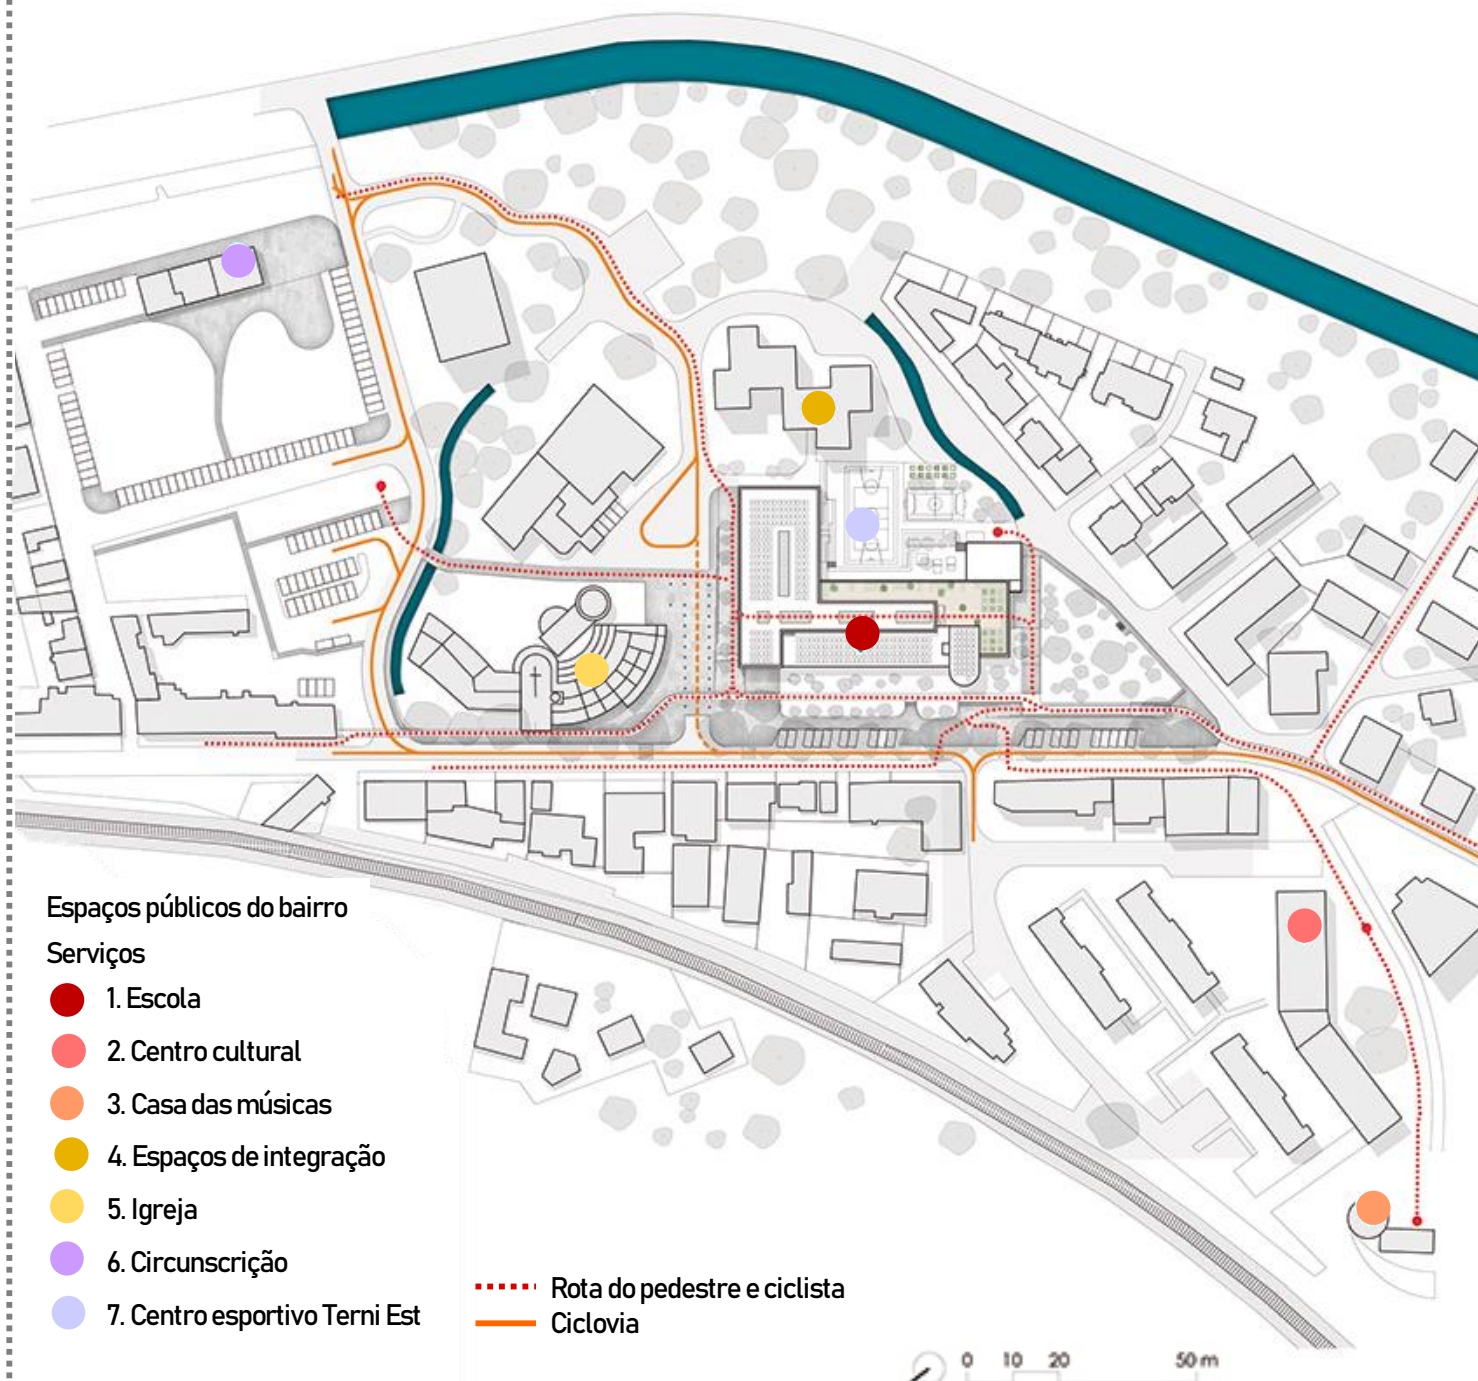 Espaços públicos do bairro
Serviços
1. Escola
2. Centro cultural
3. Casa das músicas
4. Espaços de integração
5. Igreja
6. Circunscrição
7. Centro esportivo Terni Est
Rota do pedestre e ciclista
Ciclovia
0 10 20 50 m